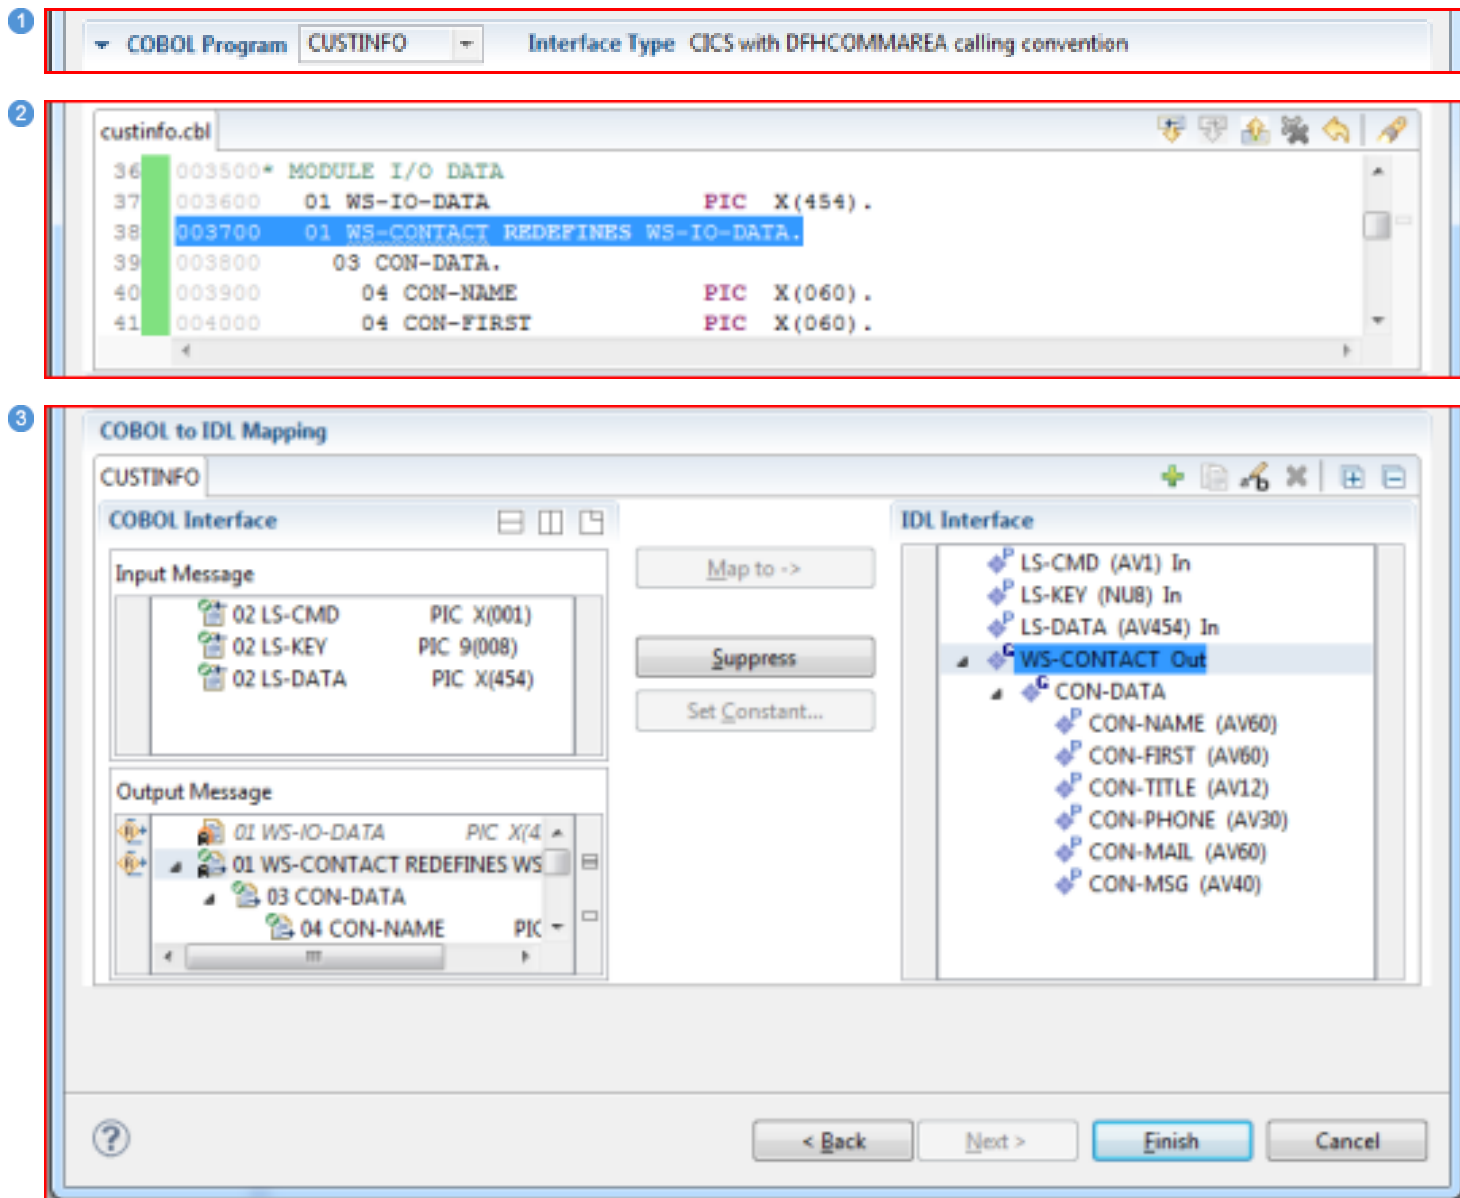 1
COBOL Program CUSTINFO Interface Type CICS with DFHCOMMAREA calling convention
2
custinfo.cbl
36 003500* MODULE I/O DATA
37 003600 01 WS-IO-DATA PIC X(454).
38 003700 01 WS-CONTACT REDEFINES WS-IO-DATA.
39 003800 03 CON-DATA.
40 003900 04 CON-NAME PIC X(060).
41 004000 04 CON-FIRST PIC X(060).
3
COBOL to IDL Mapping
CUSTINFO
COBOL Interface
Input Message
02 LS-CMD PIC X(001)
02 LS-KEY PIC 9(008)
02 LS-DATA PIC X(454)
Output Message
01 WS-IO-DATA PIC X(4
01 WS-CONTACT REDEFINES WS
03 CON-DATA
04 CON-NAME PIC
Map to ->
Suppress
Set Constant...
IDL Interface
LS-CMD (AV1) In
LS-KEY (NU8) In
LS-DATA (AV454) In
WS-CONTACT Out
CON-DATA
CON-NAME (AV60)
CON-FIRST (AV60)
CON-TITLE (AV12)
CON-PHONE (AV30)
CON-MAIL (AV60)
CON-MSG (AV40)
< Back Next > Finish Cancel